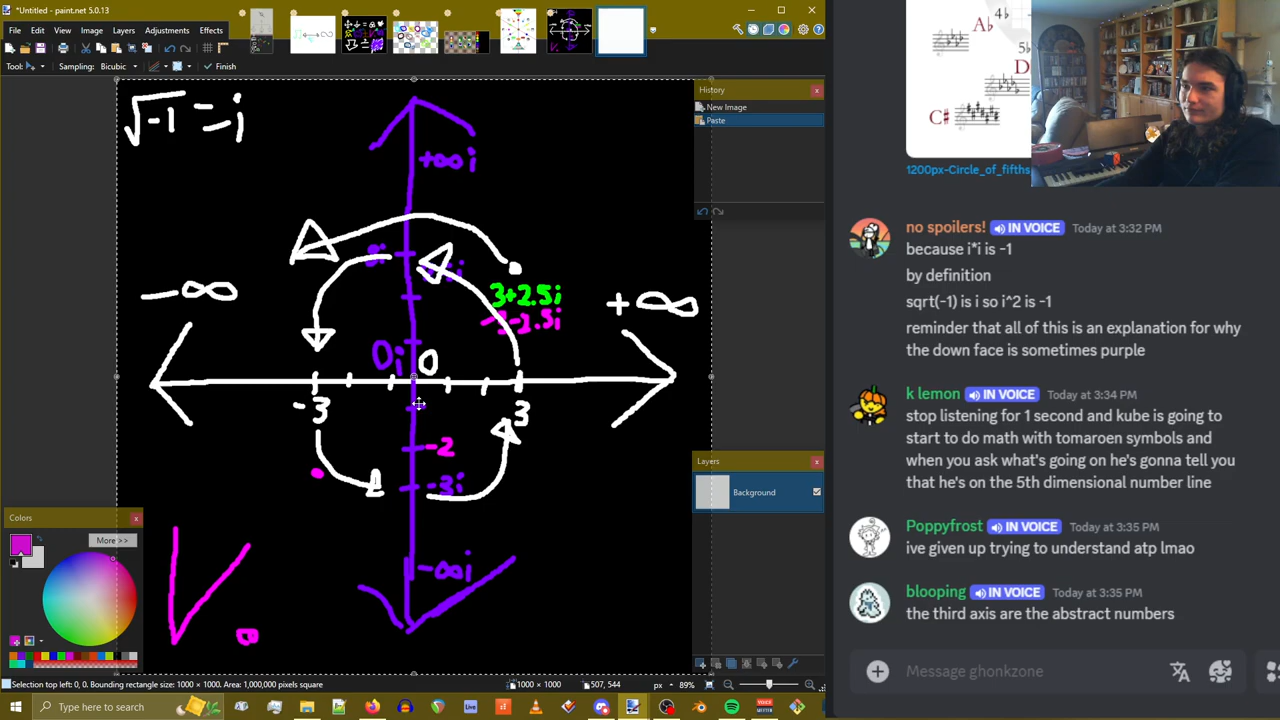 *Untitled - paint.net 5.0.13
File Edit View Image Layers Adjustments Effects
Tool: Sampling: Bicubic Finish
√-1 = i
+∞i
-∞
+∞
3+2.5i
-3-2.5i
0i
0
-3
3
-2
-3i
-∞i
History
New Image
Paste
Layers
Background
Colors
More >>
Selection top left: 0, 0. Bounding rectangle size: 1000 × 1000. Area: 1,000,000 pixels square
1000 × 1000
507, 544
px
89%
Type here to search
Live
Ab
D
C#
1200px-Circle_of_fifths
no spoilers! IN VOICE Today at 3:32 PM
because i*i is -1
by definition
sqrt(-1) is i so i^2 is -1
reminder that all of this is an explanation for why
the down face is sometimes purple
k lemon IN VOICE Today at 3:34 PM
stop listening for 1 second and kube is going to
start to do math with tomaroen symbols and
when you ask what's going on he's gonna tell you
that he's on the 5th dimensional number line
Poppyfrost IN VOICE Today at 3:35 PM
ive given up trying to understand atp lmao
blooping IN VOICE Today at 3:35 PM
the third axis are the abstract numbers
Message ghonkzone